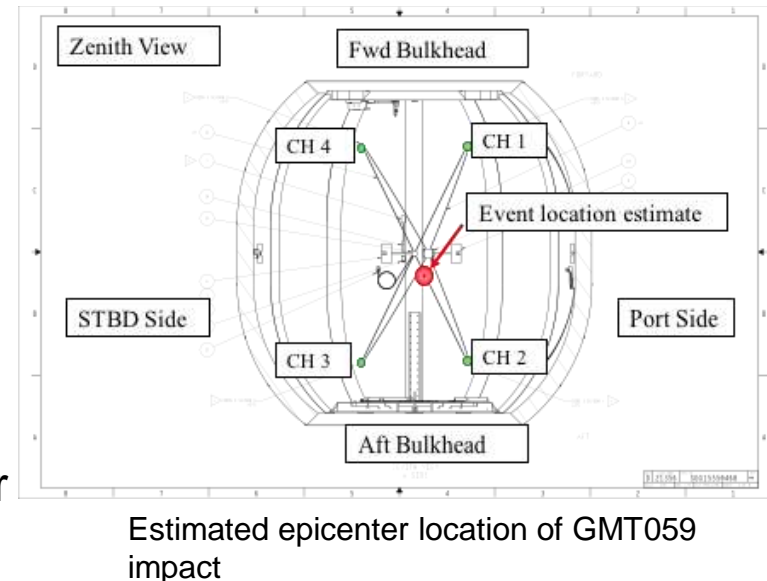 Zenith View
Fwd Bulkhead
CH 4
CH 1
Event location estimate
STBD Side
Port Side
CH 3
CH 2
Aft Bulkhead
r
Estimated epicenter location of GMT059
impact